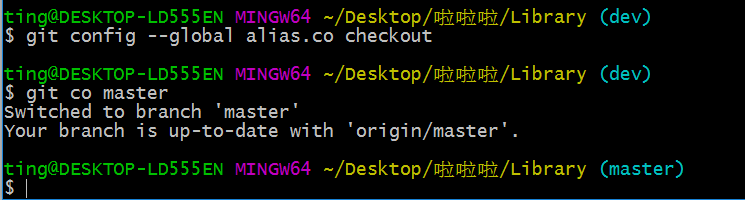 ting@DESKTOP-LD555EN MINGW64 ~/Desktop/啦啦啦/Library (dev)
$ git config --global alias.co checkout
ting@DESKTOP-LD555EN MINGW64 ~/Desktop/啦啦啦/Library (dev)
$ git co master
Switched to branch 'master'
Your branch is up-to-date with 'origin/master'.
ting@DESKTOP-LD555EN MINGW64 ~/Desktop/啦啦啦/Library (master)
$